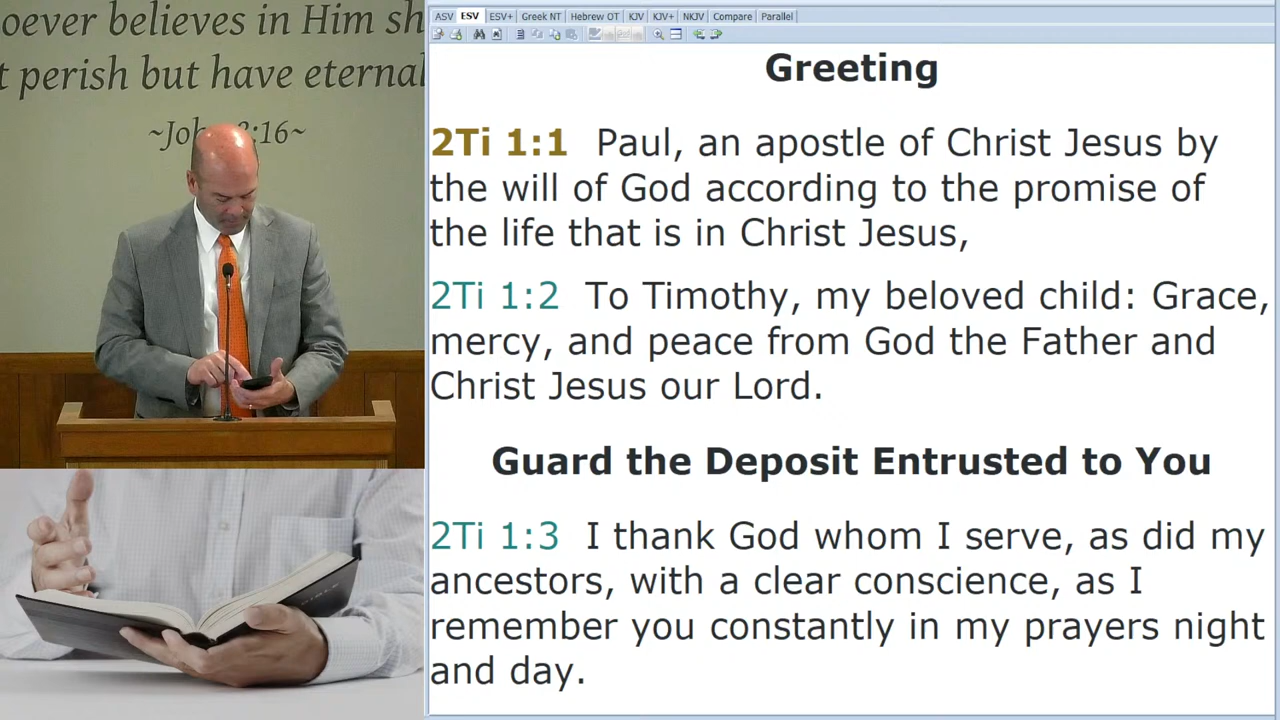 oever believes in Him sh
t perish but have eternal
~Joh 3:16~
BIBLE
ASV ESV ESV+ Greek NT Hebrew OT KJV KJV+ NKJV Compare Parallel
Greeting
2Ti 1:1 Paul, an apostle of Christ Jesus by
the will of God according to the promise of
the life that is in Christ Jesus,
2Ti 1:2 To Timothy, my beloved child: Grace,
mercy, and peace from God the Father and
Christ Jesus our Lord.
Guard the Deposit Entrusted to You
2Ti 1:3 I thank God whom I serve, as did my
ancestors, with a clear conscience, as I
remember you constantly in my prayers night
and day.